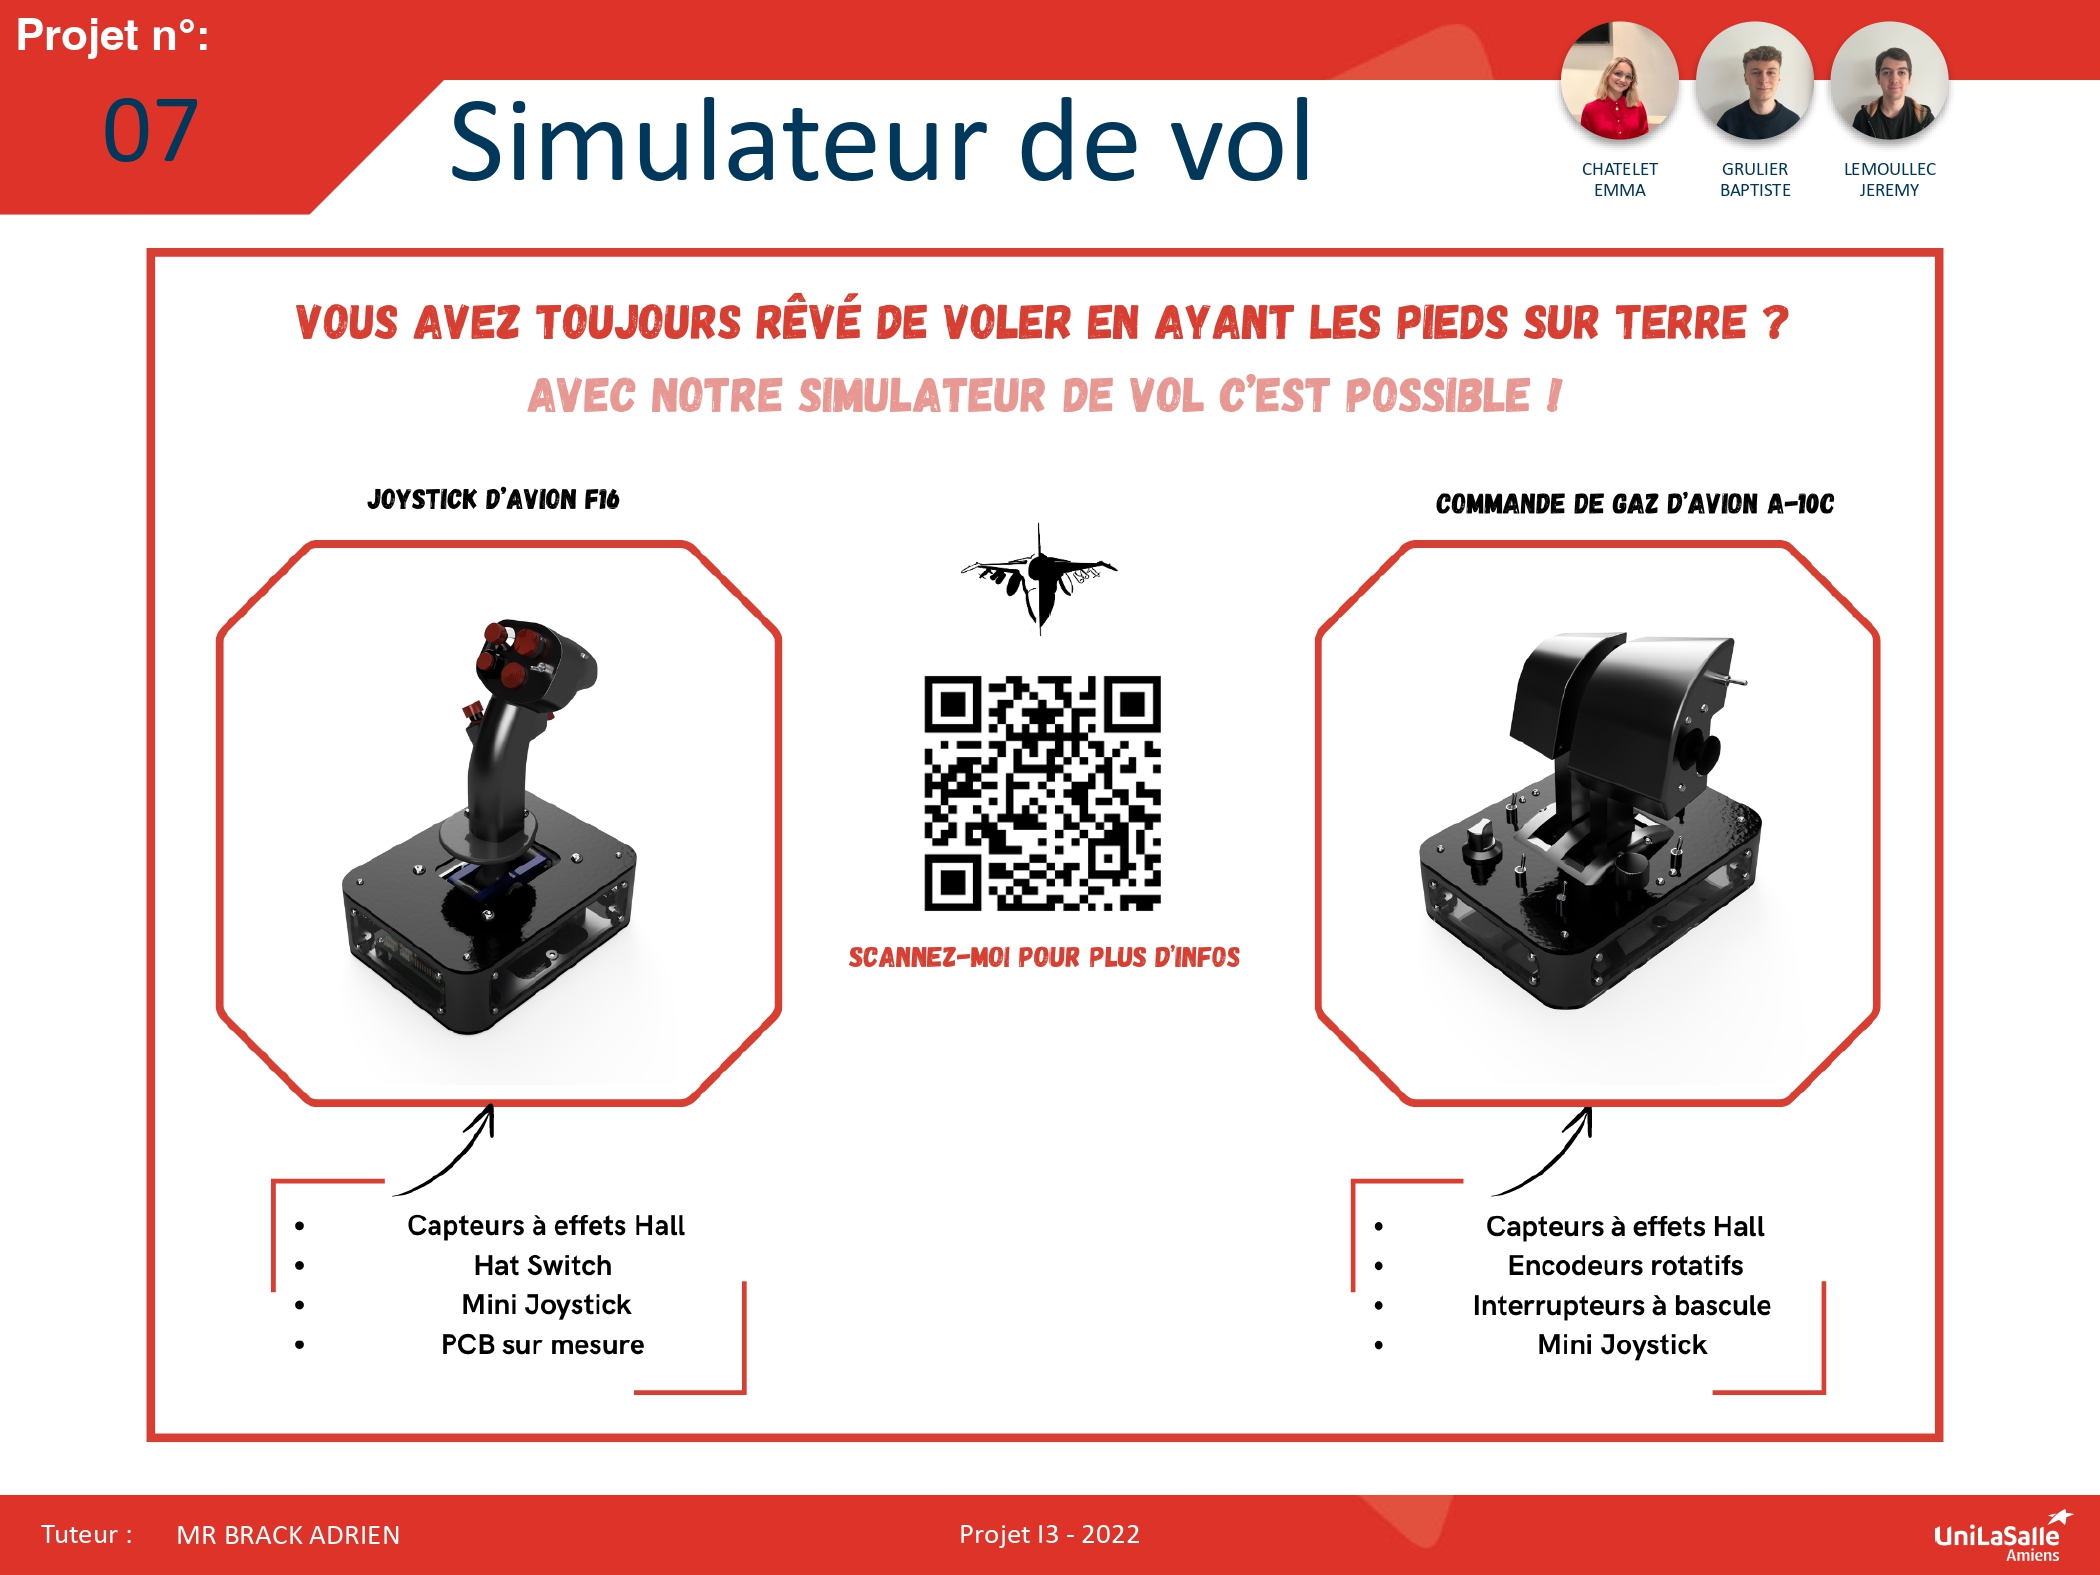 Projet n°:
07
Simulateur de vol
CHATELET
EMMA
GRULIER
BAPTISTE
LEMOULLEC
JEREMY
VOUS AVEZ TOUJOURS RÊVÉ DE VOLER EN AYANT LES PIEDS SUR TERRE ?
AVEC NOTRE SIMULATEUR DE VOL C'EST POSSIBLE !
JOYSTICK D'AVION F16
COMMANDE DE GAZ D'AVION A-10C
SCANNEZ-MOI POUR PLUS D'INFOS
• Capteurs à effets Hall
• Hat Switch
• Mini Joystick
• PCB sur mesure
• Capteurs à effets Hall
• Encodeurs rotatifs
• Interrupteurs à bascule
• Mini Joystick
Tuteur : MR BRACK ADRIEN
Projet I3 - 2022
UniLaSalle
Amiens